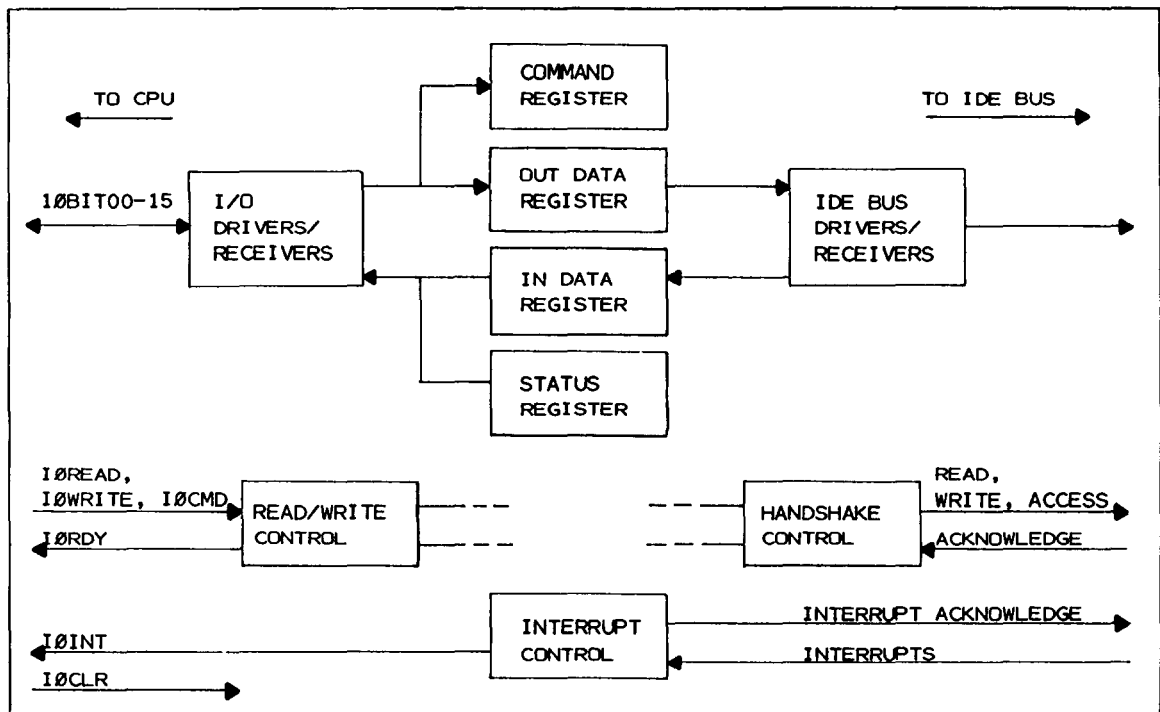 COMMAND
REGISTER
TO CPU
TO IDE BUS
1ØBIT00-15
I/O
DRIVERS/
RECEIVERS
OUT DATA
REGISTER
IDE BUS
DRIVERS/
RECEIVERS
IN DATA
REGISTER
STATUS
REGISTER
IØREAD,
IØWRITE, IØCMD
IØRDY
READ/WRITE
CONTROL
HANDSHAKE
CONTROL
READ,
WRITE, ACCESS
ACKNOWLEDGE
INTERRUPT
CONTROL
INTERRUPT ACKNOWLEDGE
INTERRUPTS
IØINT
IØCLR